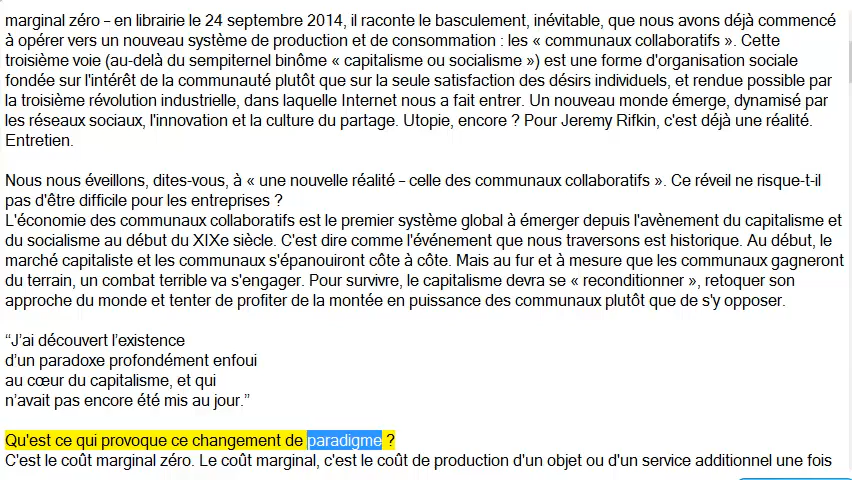 marginal zéro – en librairie le 24 septembre 2014, il raconte le basculement, inévitable, que nous avons déjà commencé
à opérer vers un nouveau système de production et de consommation : les « communaux collaboratifs ». Cette
troisième voie (au-delà du sempiternel binôme « capitalisme ou socialisme ») est une forme d'organisation sociale
fondée sur l'intérêt de la communauté plutôt que sur la seule satisfaction des désirs individuels, et rendue possible par
la troisième révolution industrielle, dans laquelle Internet nous a fait entrer. Un nouveau monde émerge, dynamisé par
les réseaux sociaux, l'innovation et la culture du partage. Utopie, encore ? Pour Jeremy Rifkin, c'est déjà une réalité.
Entretien.
Nous nous éveillons, dites-vous, à « une nouvelle réalité – celle des communaux collaboratifs ». Ce réveil ne risque-t-il
pas d'être difficile pour les entreprises ?
L'économie des communaux collaboratifs est le premier système global à émerger depuis l'avènement du capitalisme et
du socialisme au début du XIXe siècle. C'est dire comme l'événement que nous traversons est historique. Au début, le
marché capitaliste et les communaux s'épanouiront côte à côte. Mais au fur et à mesure que les communaux gagneront
du terrain, un combat terrible va s'engager. Pour survivre, le capitalisme devra se « reconditionner », retoquer son
approche du monde et tenter de profiter de la montée en puissance des communaux plutôt que de s'y opposer.
“J’ai découvert l’existence
d’un paradoxe profondément enfoui
au cœur du capitalisme, et qui
n’avait pas encore été mis au jour.”
Qu'est ce qui provoque ce changement de paradigme ?
C'est le coût marginal zéro. Le coût marginal, c'est le coût de production d'un objet ou d'un service additionnel une fois